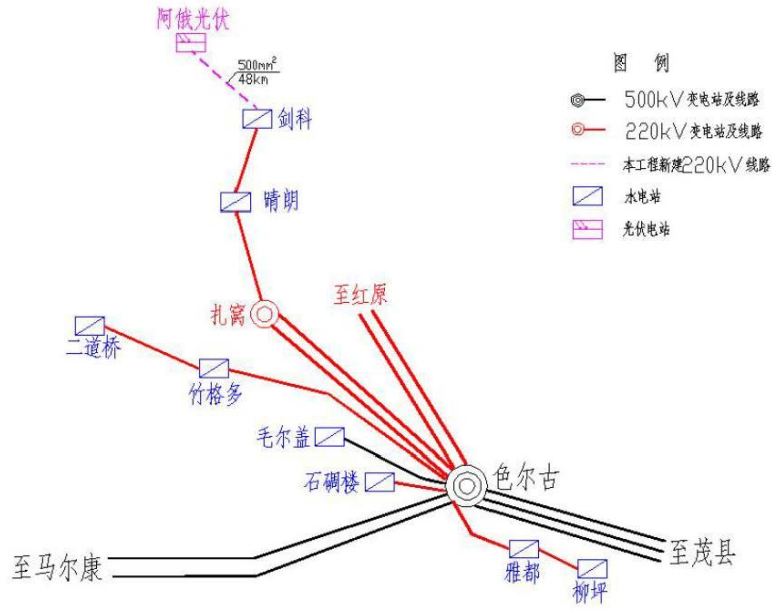 阿俄光伏
500mm²
48km
剑科
晴朗
扎窝
至红原
二道桥
竹格多
毛尔盖
石碉楼
色尔古
至马尔康
至茂县
雅都
柳坪
图 例
500kV变电站及线路
220kV变电站及线路
本工程新建220kV线路
水电站
光伏电站